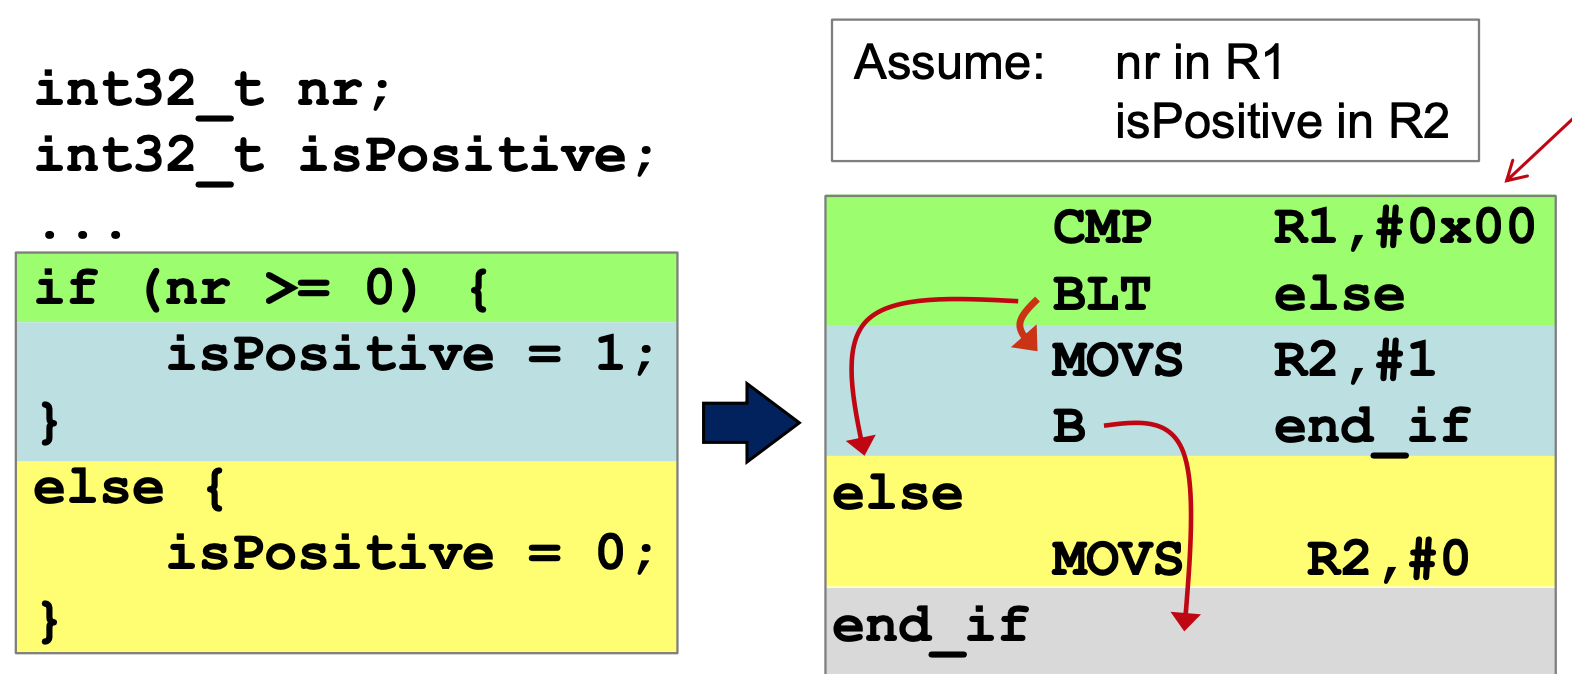 int32_t nr;
int32_t isPositive;
...
if (nr >= 0) {
    isPositive = 1;
}
else {
    isPositive = 0;
}
Assume: nr in R1
isPositive in R2
CMP R1,#0x00
BLT else
MOVS R2,#1
B end_if
else
MOVS R2,#0
end_if